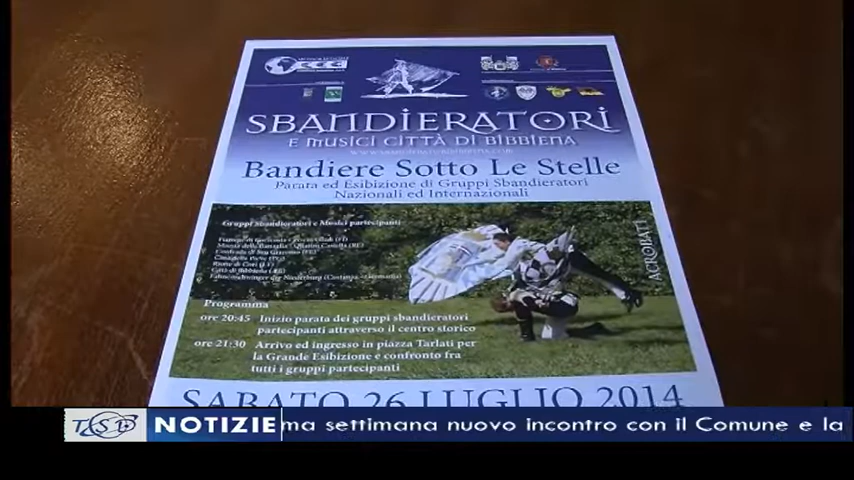 SBANDIERATORI
E MUSICI CITTÀ DI BIBBIENA
Bandiere Sotto Le Stelle
Parata ed Esibizione di Gruppi Sbandieratori
Nazionali ed Internazionali
Gruppi Sbandieratori e Musici partecipanti
ACROBATI
Programma
ore 20:45 Inizio parata dei gruppi sbandieratori
partecipanti attraverso il centro storico
ore 21:30 Arrivo ed ingresso in piazza Tarlati per
la Grande Esibizione e confronto fra
tutti i gruppi partecipanti.
SABATO 26 LUGLIO 2014
TSD NOTIZIE ma settimana nuovo incontro con il Comune e la